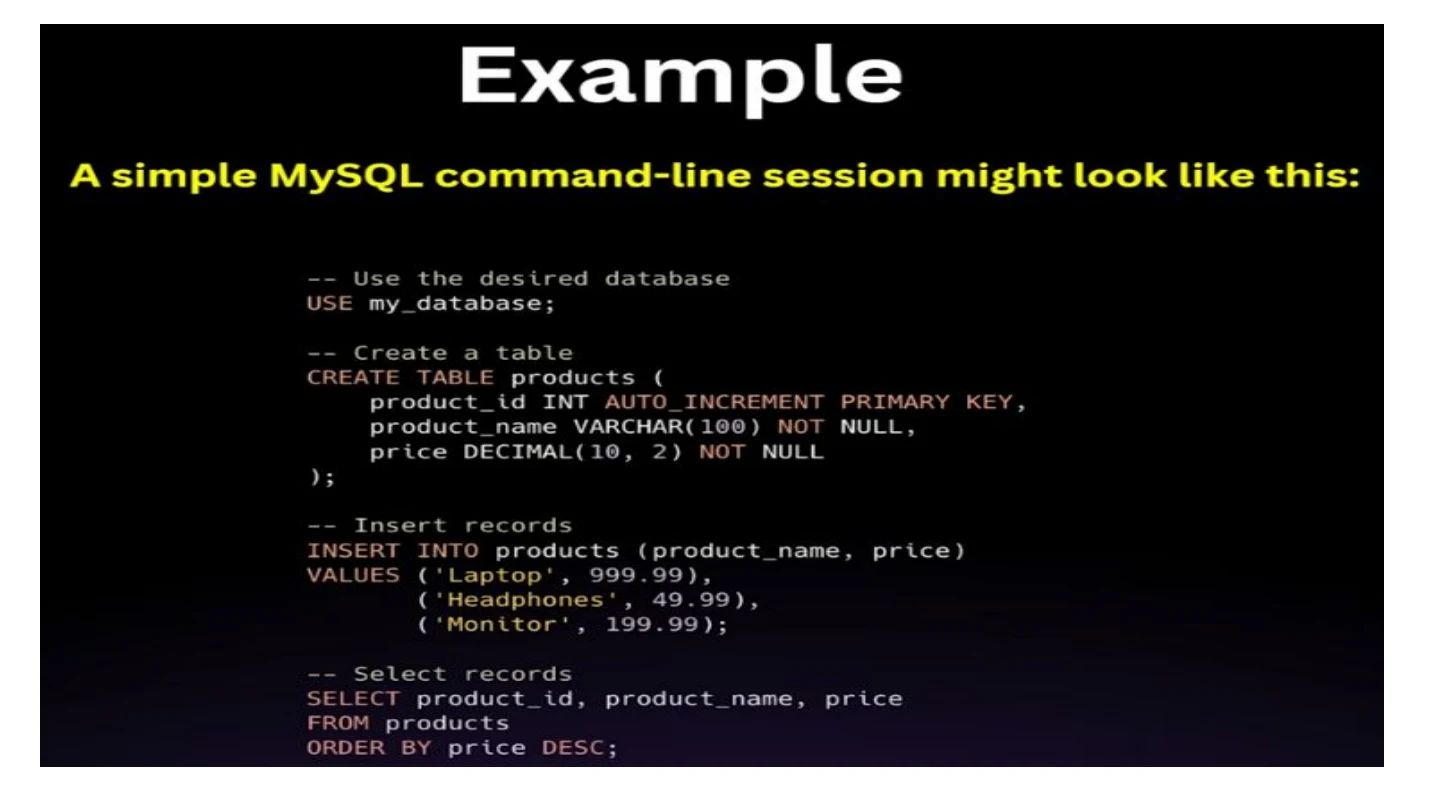 Example
A simple MySQL command-line session might look like this:
-- Use the desired database
USE my_database;
-- Create a table
CREATE TABLE products (
    product_id INT AUTO_INCREMENT PRIMARY KEY,
    product_name VARCHAR(100) NOT NULL,
    price DECIMAL(10, 2) NOT NULL
);
-- Insert records
INSERT INTO products (product_name, price)
VALUES ('Laptop', 999.99),
       ('Headphones', 49.99),
       ('Monitor', 199.99);
-- Select records
SELECT product_id, product_name, price
FROM products
ORDER BY price DESC;